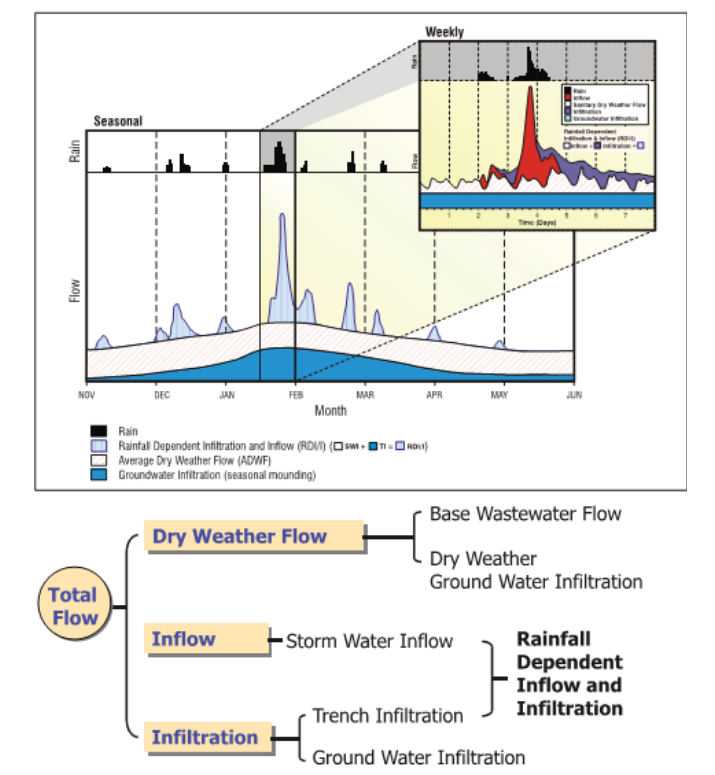 Weekly
Rain
Rain
Inflow
Sanitary Dry Weather Flow
Infiltration
Groundwater Infiltration
Rainfall Dependent
Infiltration & Inflow (RDI/I)
Inflow + Infiltration =
Flow
1 2 3 4 5 6 7
Time (Days)
Seasonal
Rain
Flow
NOV DEC JAN FEB MAR APR MAY JUN
Month
Rain
Rainfall Dependent Infiltration and Inflow (RDI/I) ( SWI + TI = RDI/I)
Average Dry Weather Flow (ADWF)
Groundwater Infiltration (seasonal mounding)
Total
Flow
Dry Weather Flow
Base Wastewater Flow
Dry Weather
Ground Water Infiltration
Inflow
Storm Water Inflow
Infiltration
Trench Infiltration
Ground Water Infiltration
Rainfall
Dependent
Inflow and
Infiltration